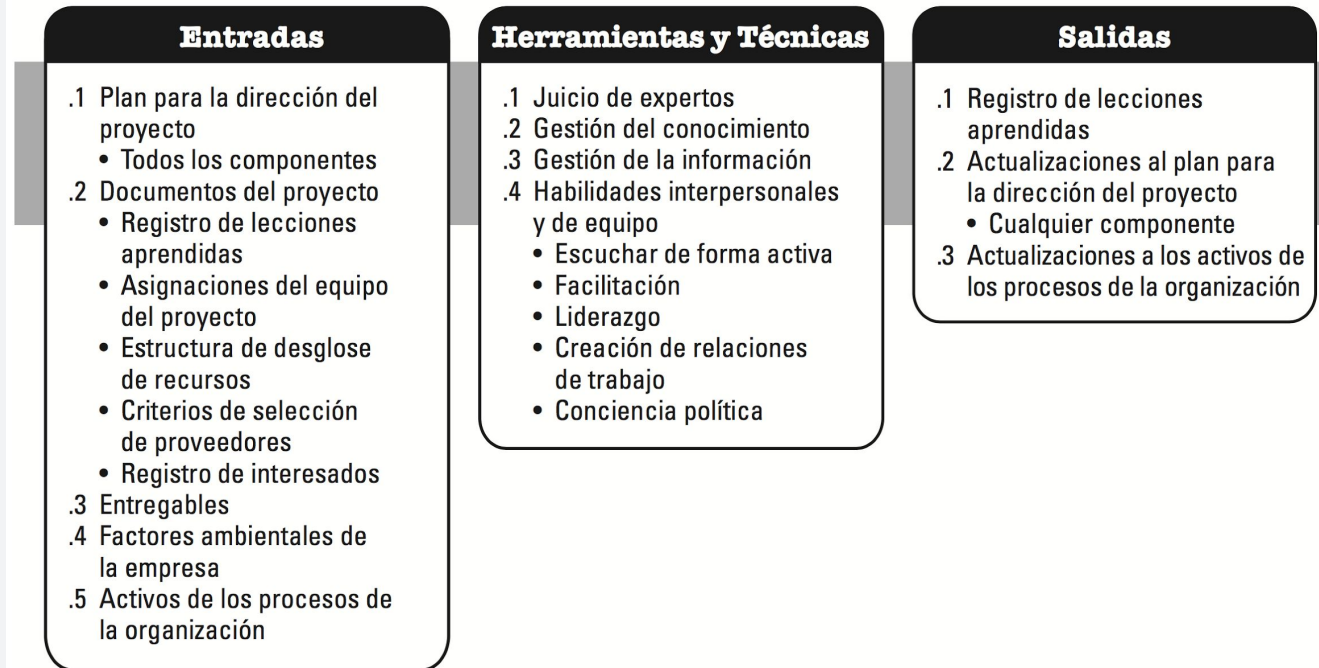 Entradas
.1 Plan para la dirección del
proyecto
• Todos los componentes
.2 Documentos del proyecto
• Registro de lecciones
aprendidas
• Asignaciones del equipo
del proyecto
• Estructura de desglose
de recursos
• Criterios de selección
de proveedores
• Registro de interesados
.3 Entregables
.4 Factores ambientales de
la empresa
.5 Activos de los procesos de
la organización
Herramientas y Técnicas
.1 Juicio de expertos
.2 Gestión del conocimiento
.3 Gestión de la información
.4 Habilidades interpersonales
y de equipo
• Escuchar de forma activa
• Facilitación
• Liderazgo
• Creación de relaciones
de trabajo
• Conciencia política
Salidas
.1 Registro de lecciones
aprendidas
.2 Actualizaciones al plan para
la dirección del proyecto
• Cualquier componente
.3 Actualizaciones a los activos de
los procesos de la organización